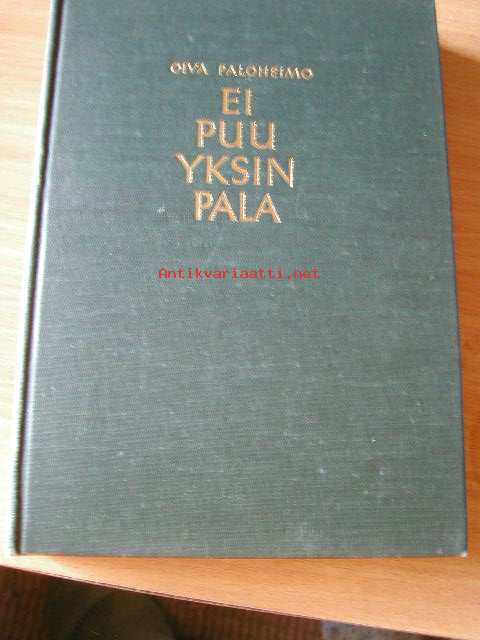 OIVA PALOHEIMO
EI
PUU
YKSIN
PALA
Antikvariaatti.net